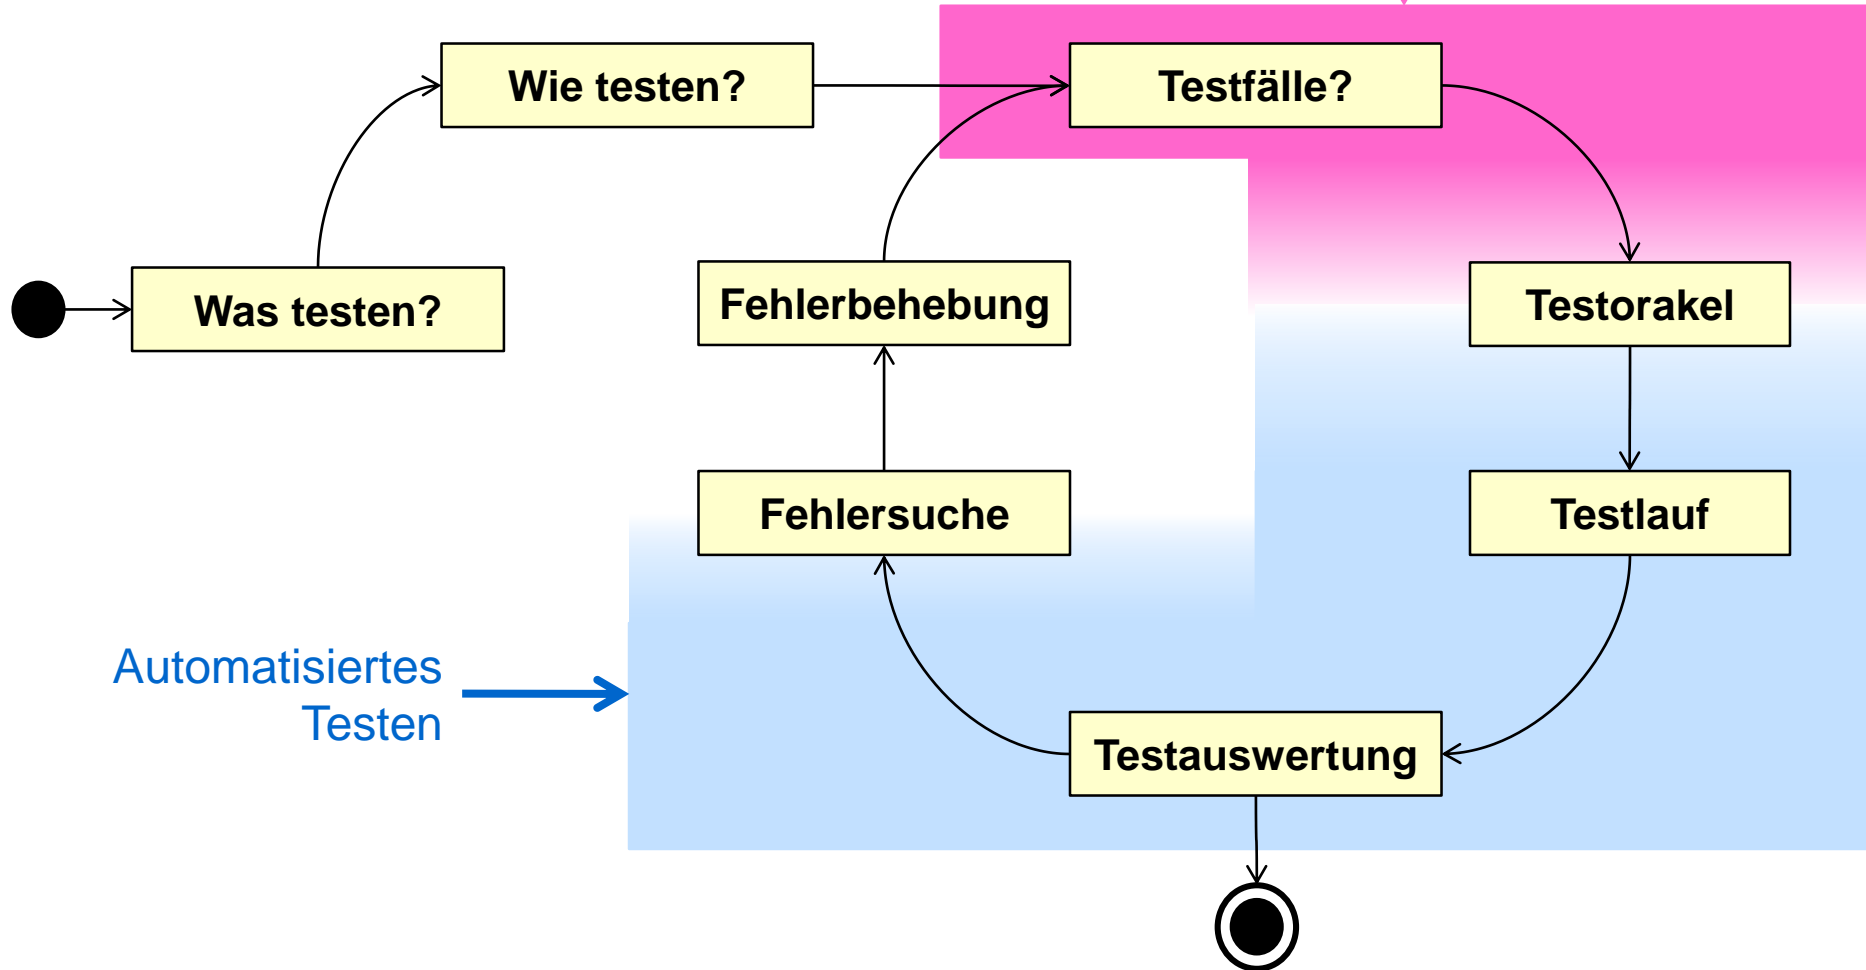 Wie testen?
Testfälle?
Was testen?
Fehlerbehebung
Testorakel
Fehlersuche
Testlauf
Automatisiertes
Testen
Testauswertung